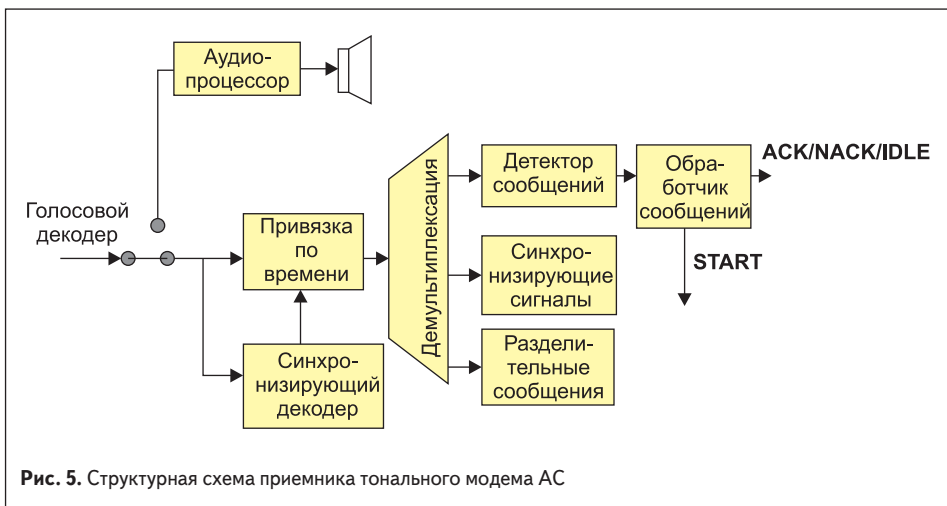 Аудио-
процессор
Голосовой
декодер
Привязка
по
времени
Синхро-
низирующий
декодер
Демультиплексация
Детектор
сообщений
Обра-
ботчик
сообщений
ACK/NACK/IDLE
START
Синхро-
низирующие
сигналы
Раздели-
тельные
сообщения
Рис. 5. Структурная схема приемника тонального модема АС